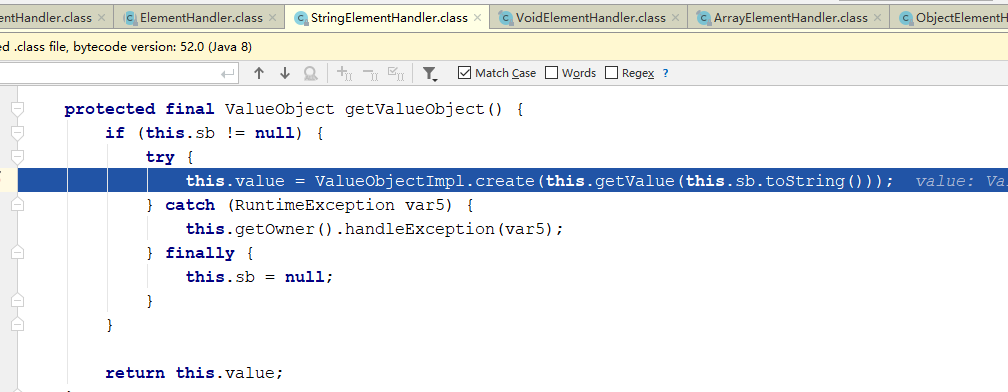 entHandler.class ElementHandler.class StringElementHandler.class VoidElementHandler.class ArrayElementHandler.class ObjectElementH
ed .class file, bytecode version: 52.0 (Java 8)
Match Case Words Regex ?
protected final ValueObject getValueObject() {
if (this.sb != null) {
try {
this.value = ValueObjectImpl.create(this.getValue(this.sb.toString())); value: Va
} catch (RuntimeException var5) {
this.getOwner().handleException(var5);
} finally {
this.sb = null;
}
}
return this.value;